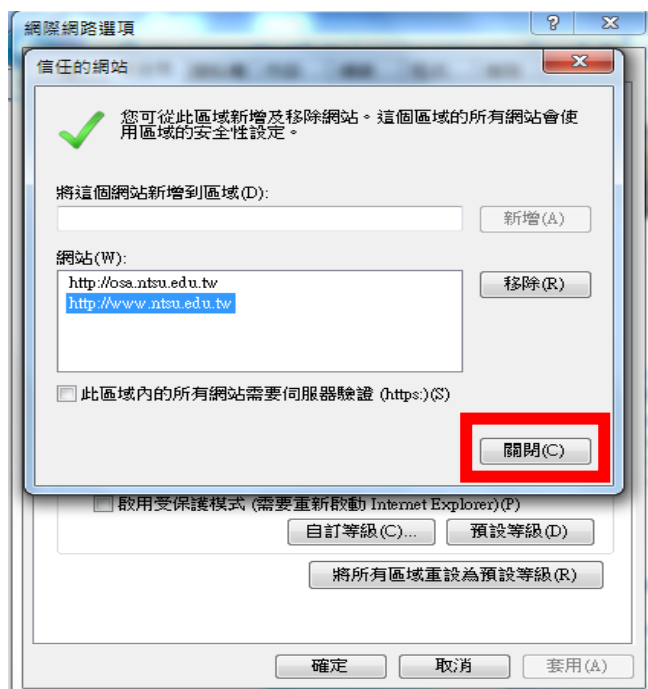 網際網路選項
信任的網站
您可從此區域新增及移除網站。這個區域的所有網站會使
用區域的安全性設定。
將這個網站新增到區域(D):
新增(A)
網站(W):
http://osa.ntsu.edu.tw
移除(R)
http://www.ntsu.edu.tw
此區域內的所有網站需要伺服器驗證 (https:)(S)
關閉(C)
啟用受保護模式 (需要重新啟動 Internet Explorer)(P)
自訂等級(C)... 預設等級(D)
將所有區域重設為預設等級(R)
確定 取消 套用(A)